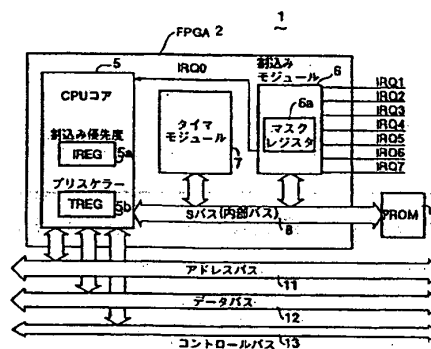 1
FPGA 2
5
IRQ0
割込み
モジュール 6
CPUコア
6a
マスク
レジスタ
タイマ
モジュール
7
IRQ1
IRQ2
IRQ3
IRQ4
IRQ5
IRQ6
IRQ7
割込み優先度
IREG 5a
プリスケラー
TREG 5b
Sバス(内部バス)
8
PROM
アドレスバス
11
データバス
12
コントロールバス
13